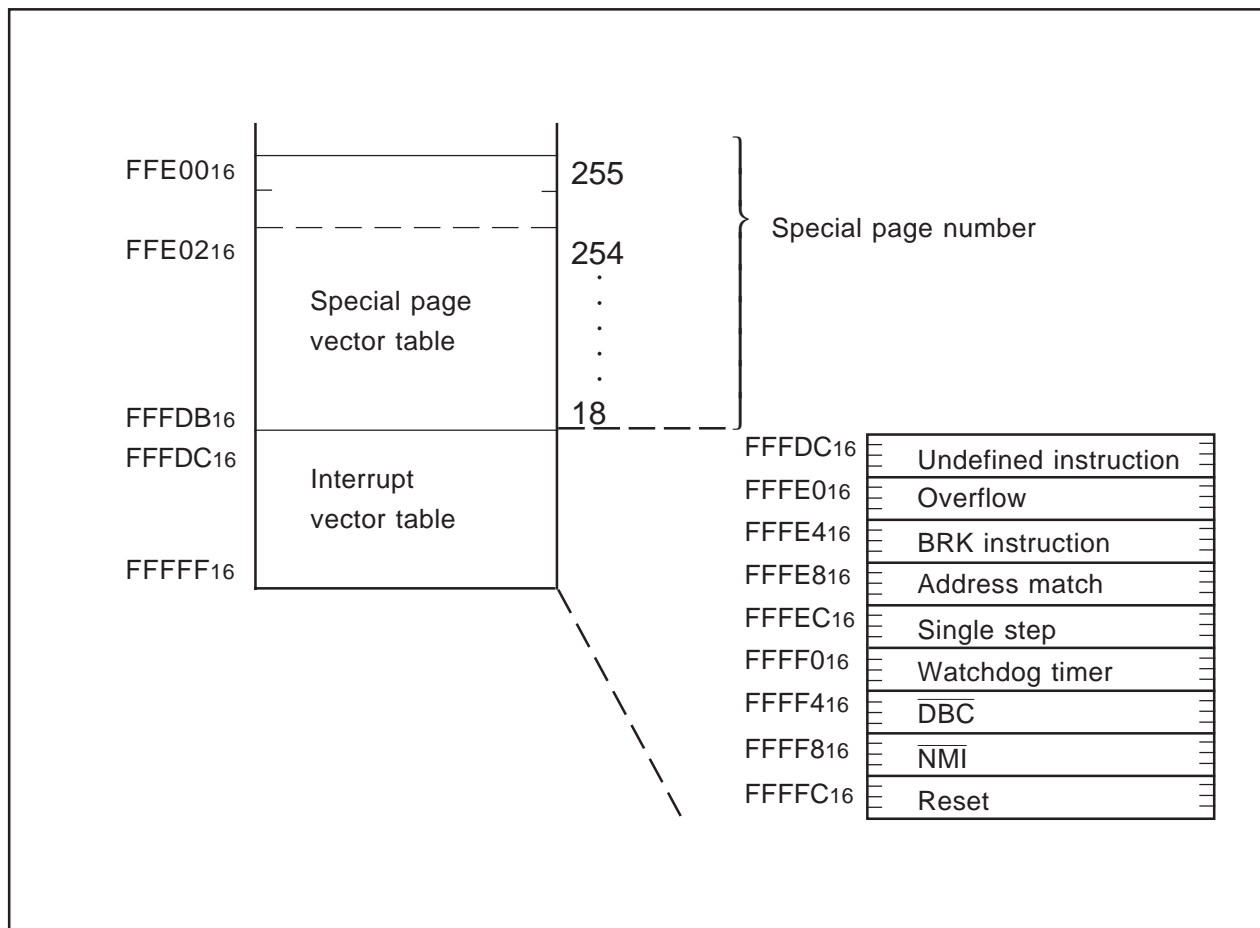 FFE0016
255
Special page number
FFE0216
254
Special page
vector table
FFFDB16
18
FFFDC16
Interrupt
vector table
FFFFF16
FFFDC16 Undefined instruction
FFFE016 Overflow
FFFE416 BRK instruction
FFFE816 Address match
FFFEC16 Single step
FFFF016 Watchdog timer
FFFF416 DBC
FFFF816 NMI
FFFFC16 Reset